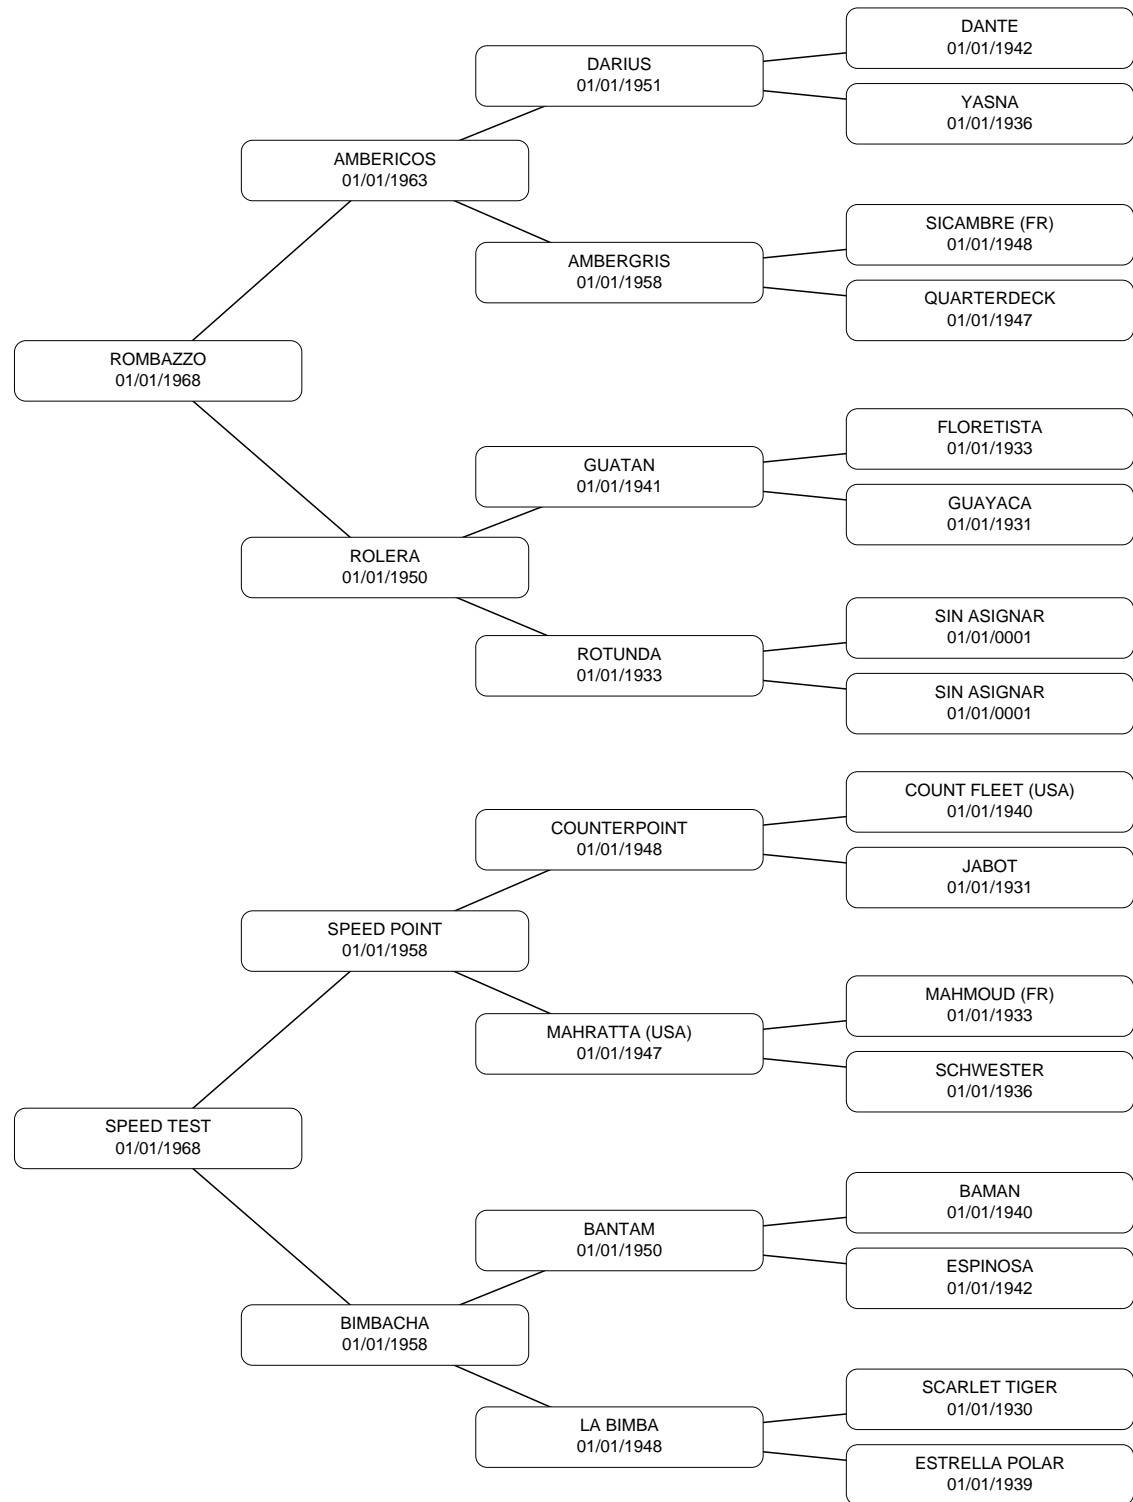 DANTE
01/01/1942
DARIUS
01/01/1951
YASNA
01/01/1936
AMBERICOS
01/01/1963
SICAMBRE (FR)
01/01/1948
AMBERGRIS
01/01/1958
QUARTERDECK
01/01/1947
ROMBAZZO
01/01/1968
FLORETISTA
01/01/1933
GUATAN
01/01/1941
GUAYACA
01/01/1931
ROLERA
01/01/1950
SIN ASIGNAR
01/01/0001
ROTUNDA
01/01/1933
SIN ASIGNAR
01/01/0001
COUNT FLEET (USA)
01/01/1940
COUNTERPOINT
01/01/1948
JABOT
01/01/1931
SPEED POINT
01/01/1958
MAHMOUD (FR)
01/01/1933
MAHRATTA (USA)
01/01/1947
SCHWESTER
01/01/1936
SPEED TEST
01/01/1968
BAMAN
01/01/1940
BANTAM
01/01/1950
ESPINOSA
01/01/1942
BIMBACHA
01/01/1958
SCARLET TIGER
01/01/1930
LA BIMBA
01/01/1948
ESTRELLA POLAR
01/01/1939